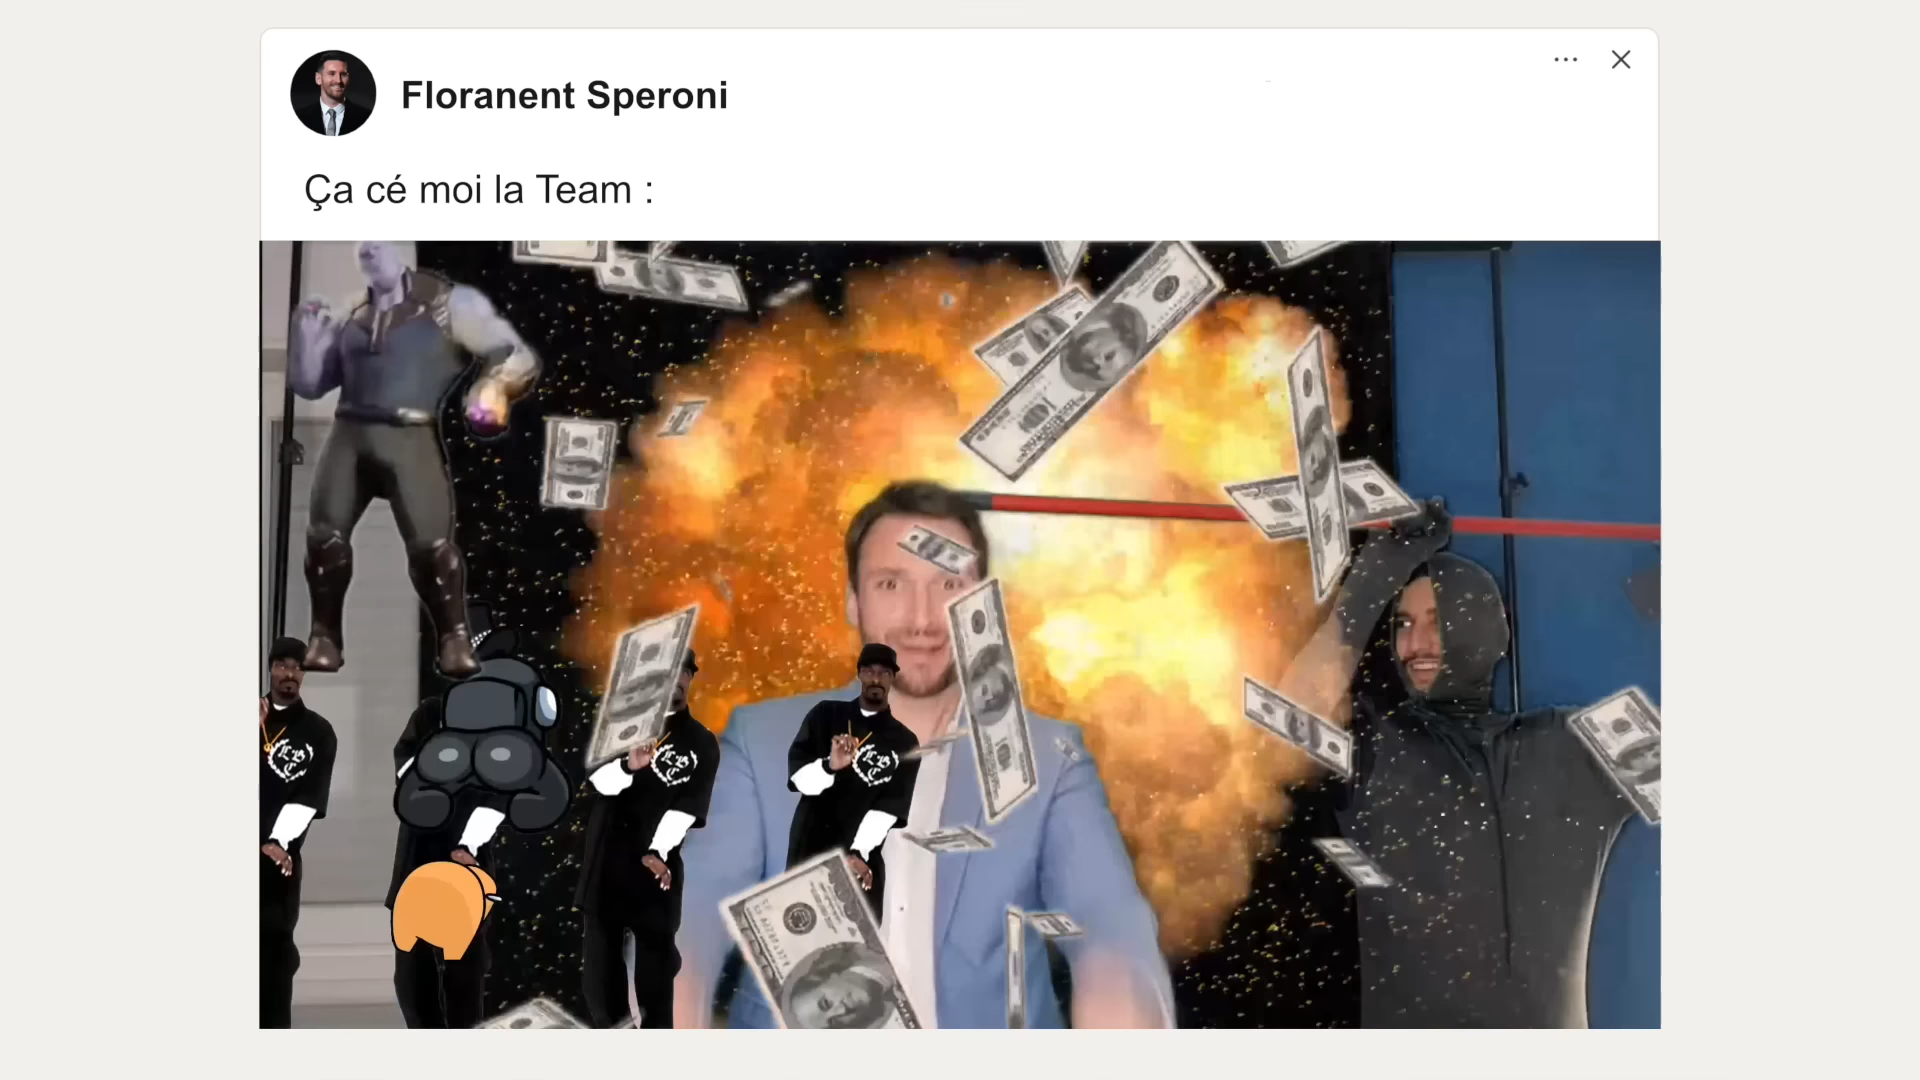 Floranent Speroni
Ça cé moi la Team :
L B
C
L B
C
L B
C